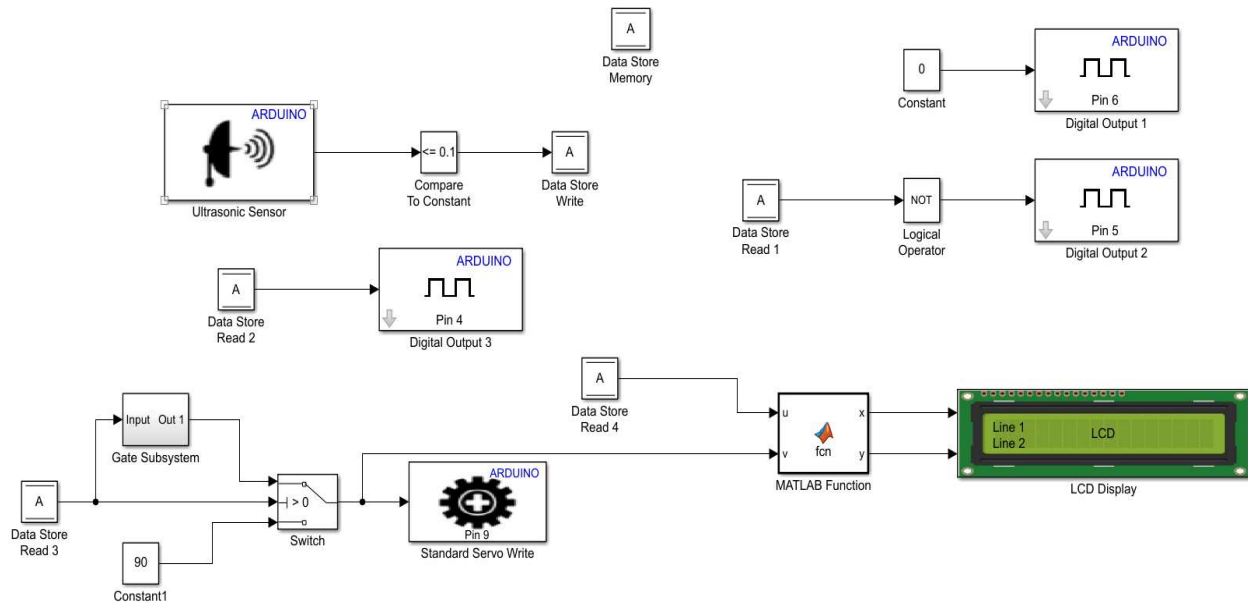 A
Data Store
Memory
0
Constant
ARDUINO
Pin 6
Digital Output 1
ARDUINO
Ultrasonic Sensor
<= 0.1
Compare
To Constant
A
Data Store
Write
A
Data Store
Read 1
NOT
Logical
Operator
ARDUINO
Pin 5
Digital Output 2
A
Data Store
Read 2
ARDUINO
Pin 4
Digital Output 3
A
Data Store
Read 4
u x
v y
fcn
MATLAB Function
Line 1
Line 2
LCD
LCD Display
Input Out 1
Gate Subsystem
A
Data Store
Read 3
> 0
Switch
90
Constant1
ARDUINO
Pin 9
Standard Servo Write